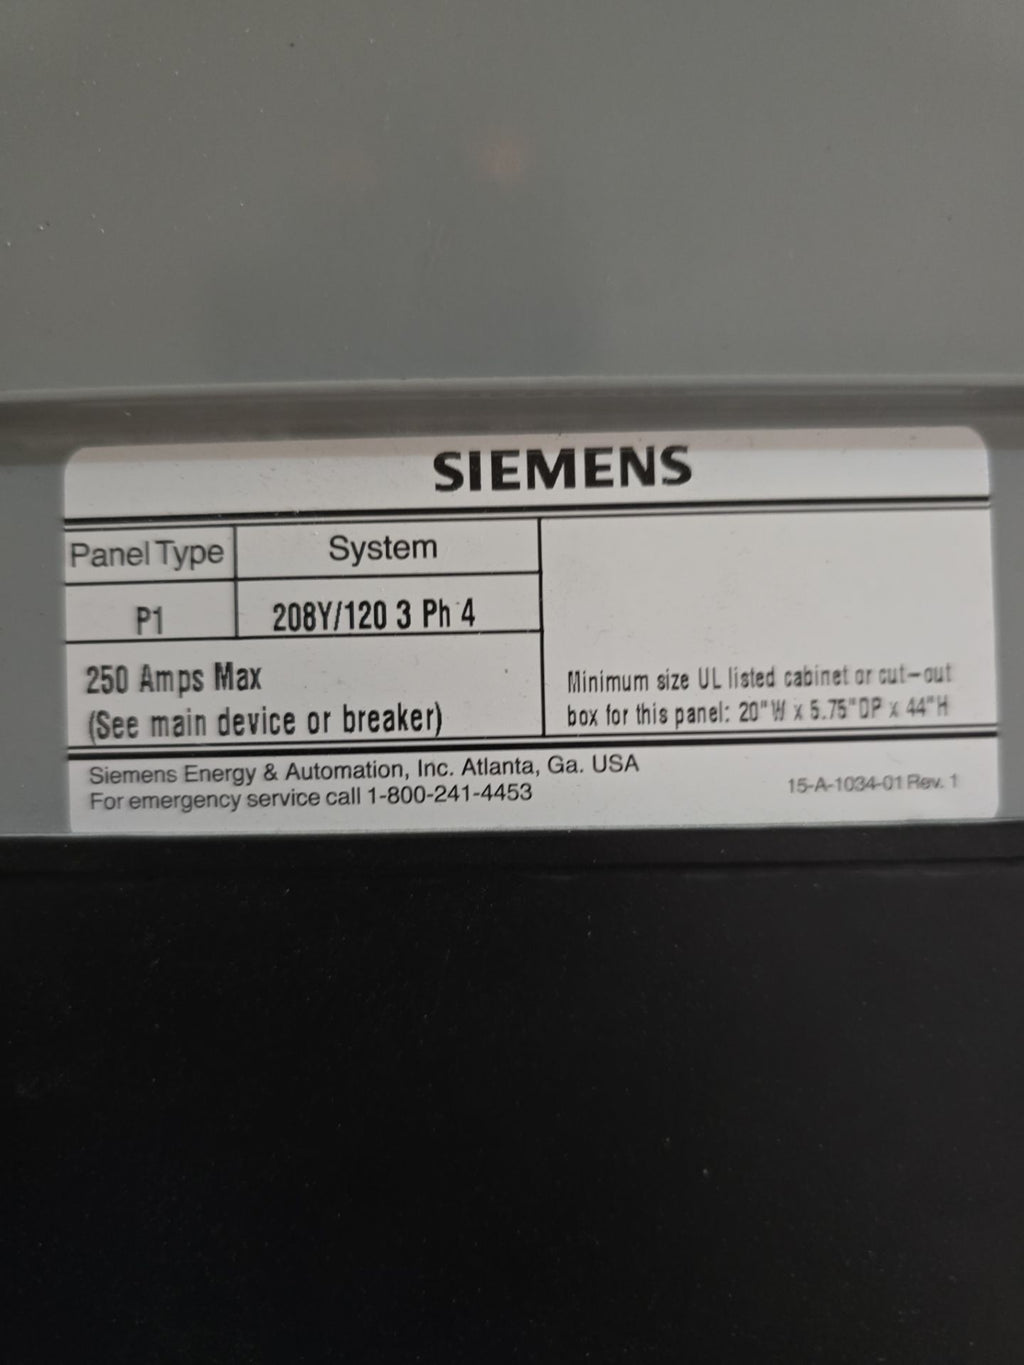 SIEMENS
Panel Type
System
P1
208Y/120 3 Ph 4
250 Amps Max
(See main device or breaker)
Minimum size UL listed cabinet or cut-out
box for this panel: 20"W x 5.75"DP x 44"H
Siemens Energy & Automation, Inc. Atlanta, Ga. USA
For emergency service call 1-800-241-4453
15-A-1034-01 Rev. 1